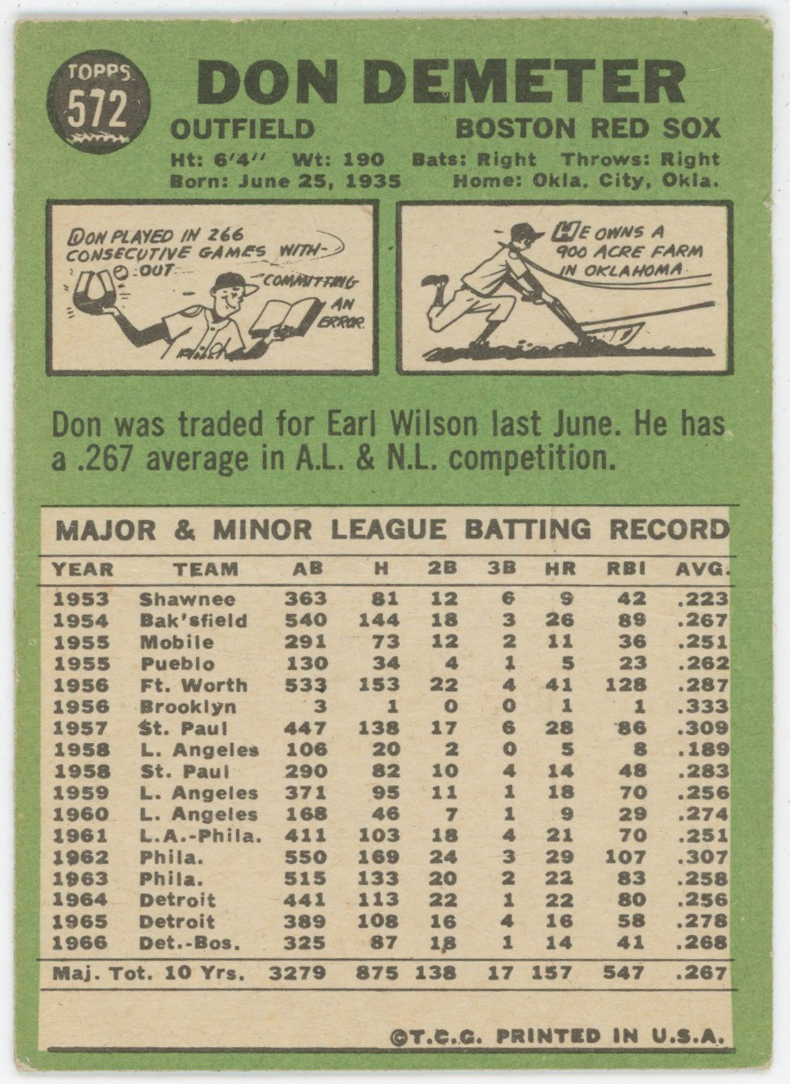 TOPPS
572
DON DEMETER
OUTFIELD BOSTON RED SOX
Ht: 6'4'' Wt: 190 Bats: Right Throws: Right
Born: June 25, 1935 Home: Okla. City, Okla.
DON PLAYED IN 266
CONSECUTIVE GAMES WITH-
OUT
COMMITTING
AN
ERROR.
HE OWNS A
900 ACRE FARM
IN OKLAHOMA
Don was traded for Earl Wilson last June. He has
a .267 average in A.L. & N.L. competition.
MAJOR & MINOR LEAGUE BATTING RECORD
YEAR TEAM AB H 2B 3B HR RBI AVG.
1953 Shawnee 363 81 12 6 9 42 .223
1954 Bak'sfield 540 144 18 3 26 89 .267
1955 Mobile 291 73 12 2 11 36 .251
1955 Pueblo 130 34 4 1 5 23 .262
1956 Ft. Worth 533 153 22 4 41 128 .287
1956 Brooklyn 3 1 0 0 1 1 .333
1957 St. Paul 447 138 17 6 28 86 .309
1958 L. Angeles 106 20 2 0 5 8 .189
1958 St. Paul 290 82 10 4 14 48 .283
1959 L. Angeles 371 95 11 1 18 70 .256
1960 L. Angeles 168 46 7 1 9 29 .274
1961 L.A.-Phila. 411 103 18 4 21 70 .251
1962 Phila. 550 169 24 3 29 107 .307
1963 Phila. 515 133 20 2 22 83 .258
1964 Detroit 441 113 22 1 22 80 .256
1965 Detroit 389 108 16 4 16 58 .278
1966 Det.-Bos. 325 87 18 1 14 41 .268
Maj. Tot. 10 Yrs. 3279 875 138 17 157 547 .267
©T.C.G. PRINTED IN U.S.A.